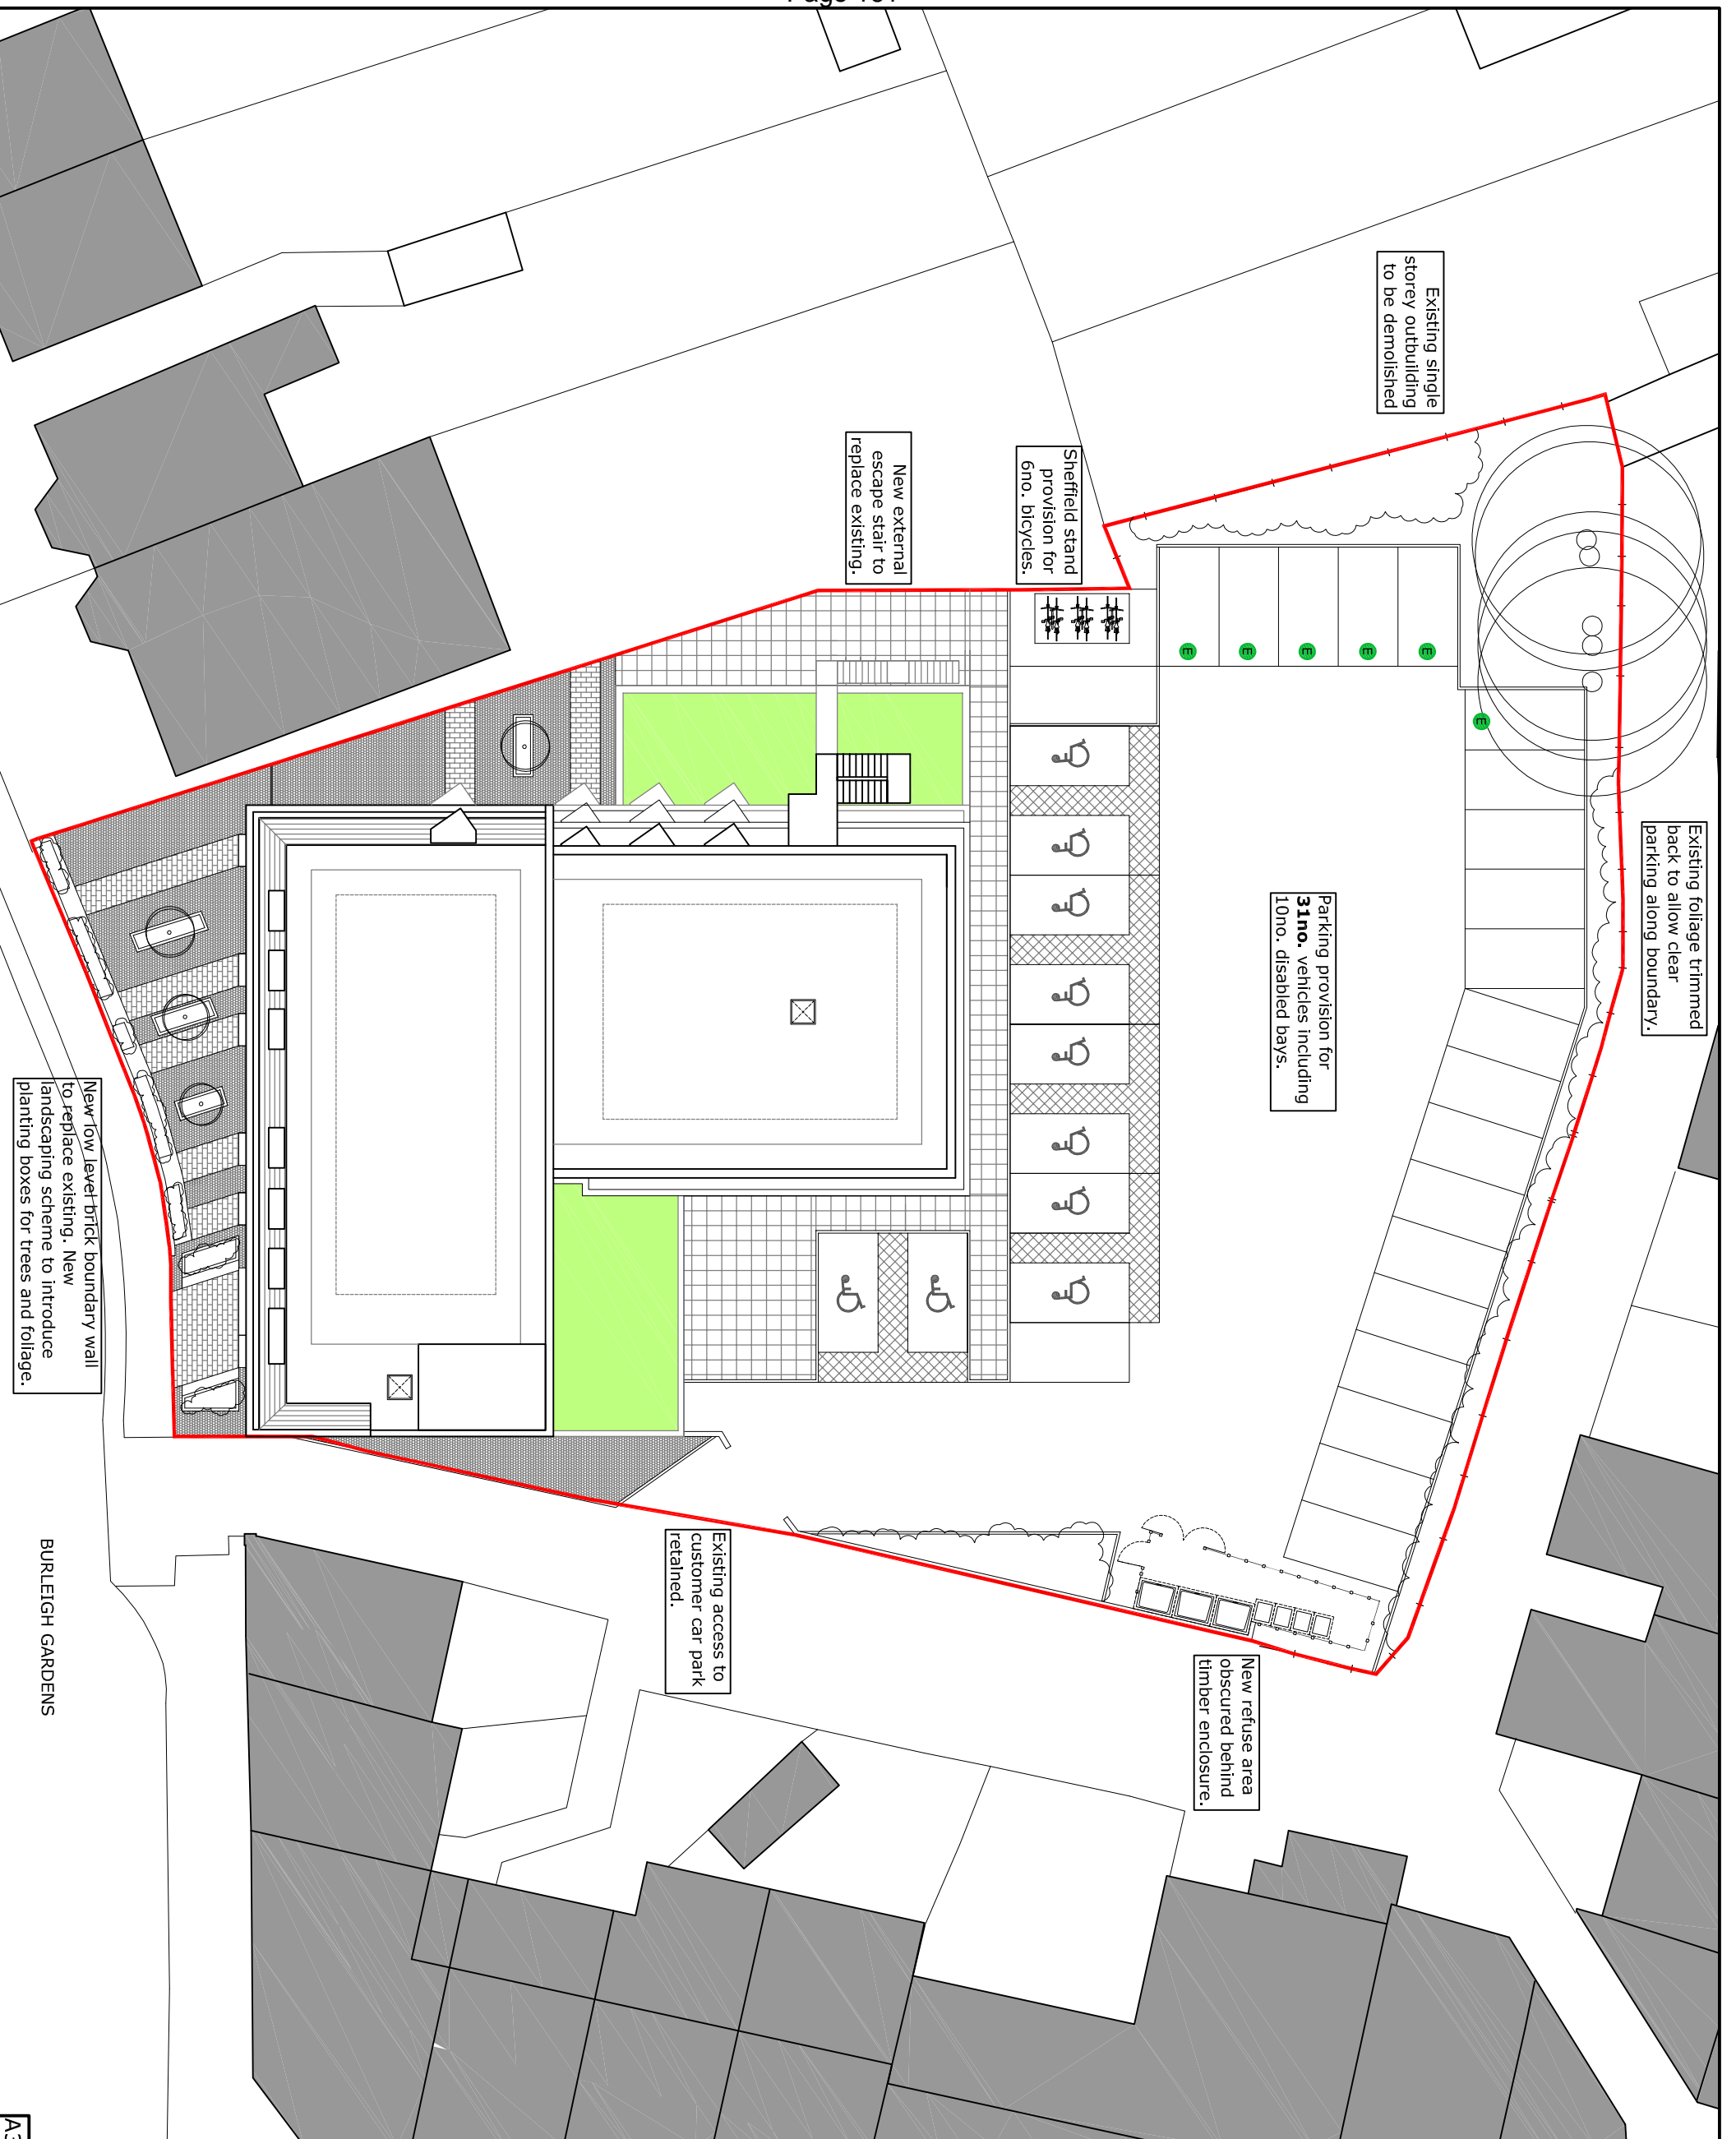 Existing single
storey outbuilding
to be demolished
Existing foliage trimmed
back to allow clear
parking along boundary.
Sheffield stand
provision for
6no. bicycles.
New external
escape stair to
replace existing.
Parking provision for
31no. vehicles including
10no. disabled bays.
E
E
E
E
E
E
New low level brick boundary wall
to replace existing. New
landscaping scheme to introduce
planting boxes for trees and foliage.
Existing access to
customer car park
retained.
New refuse area
obscured behind
timber enclosure.
BURLEIGH GARDENS